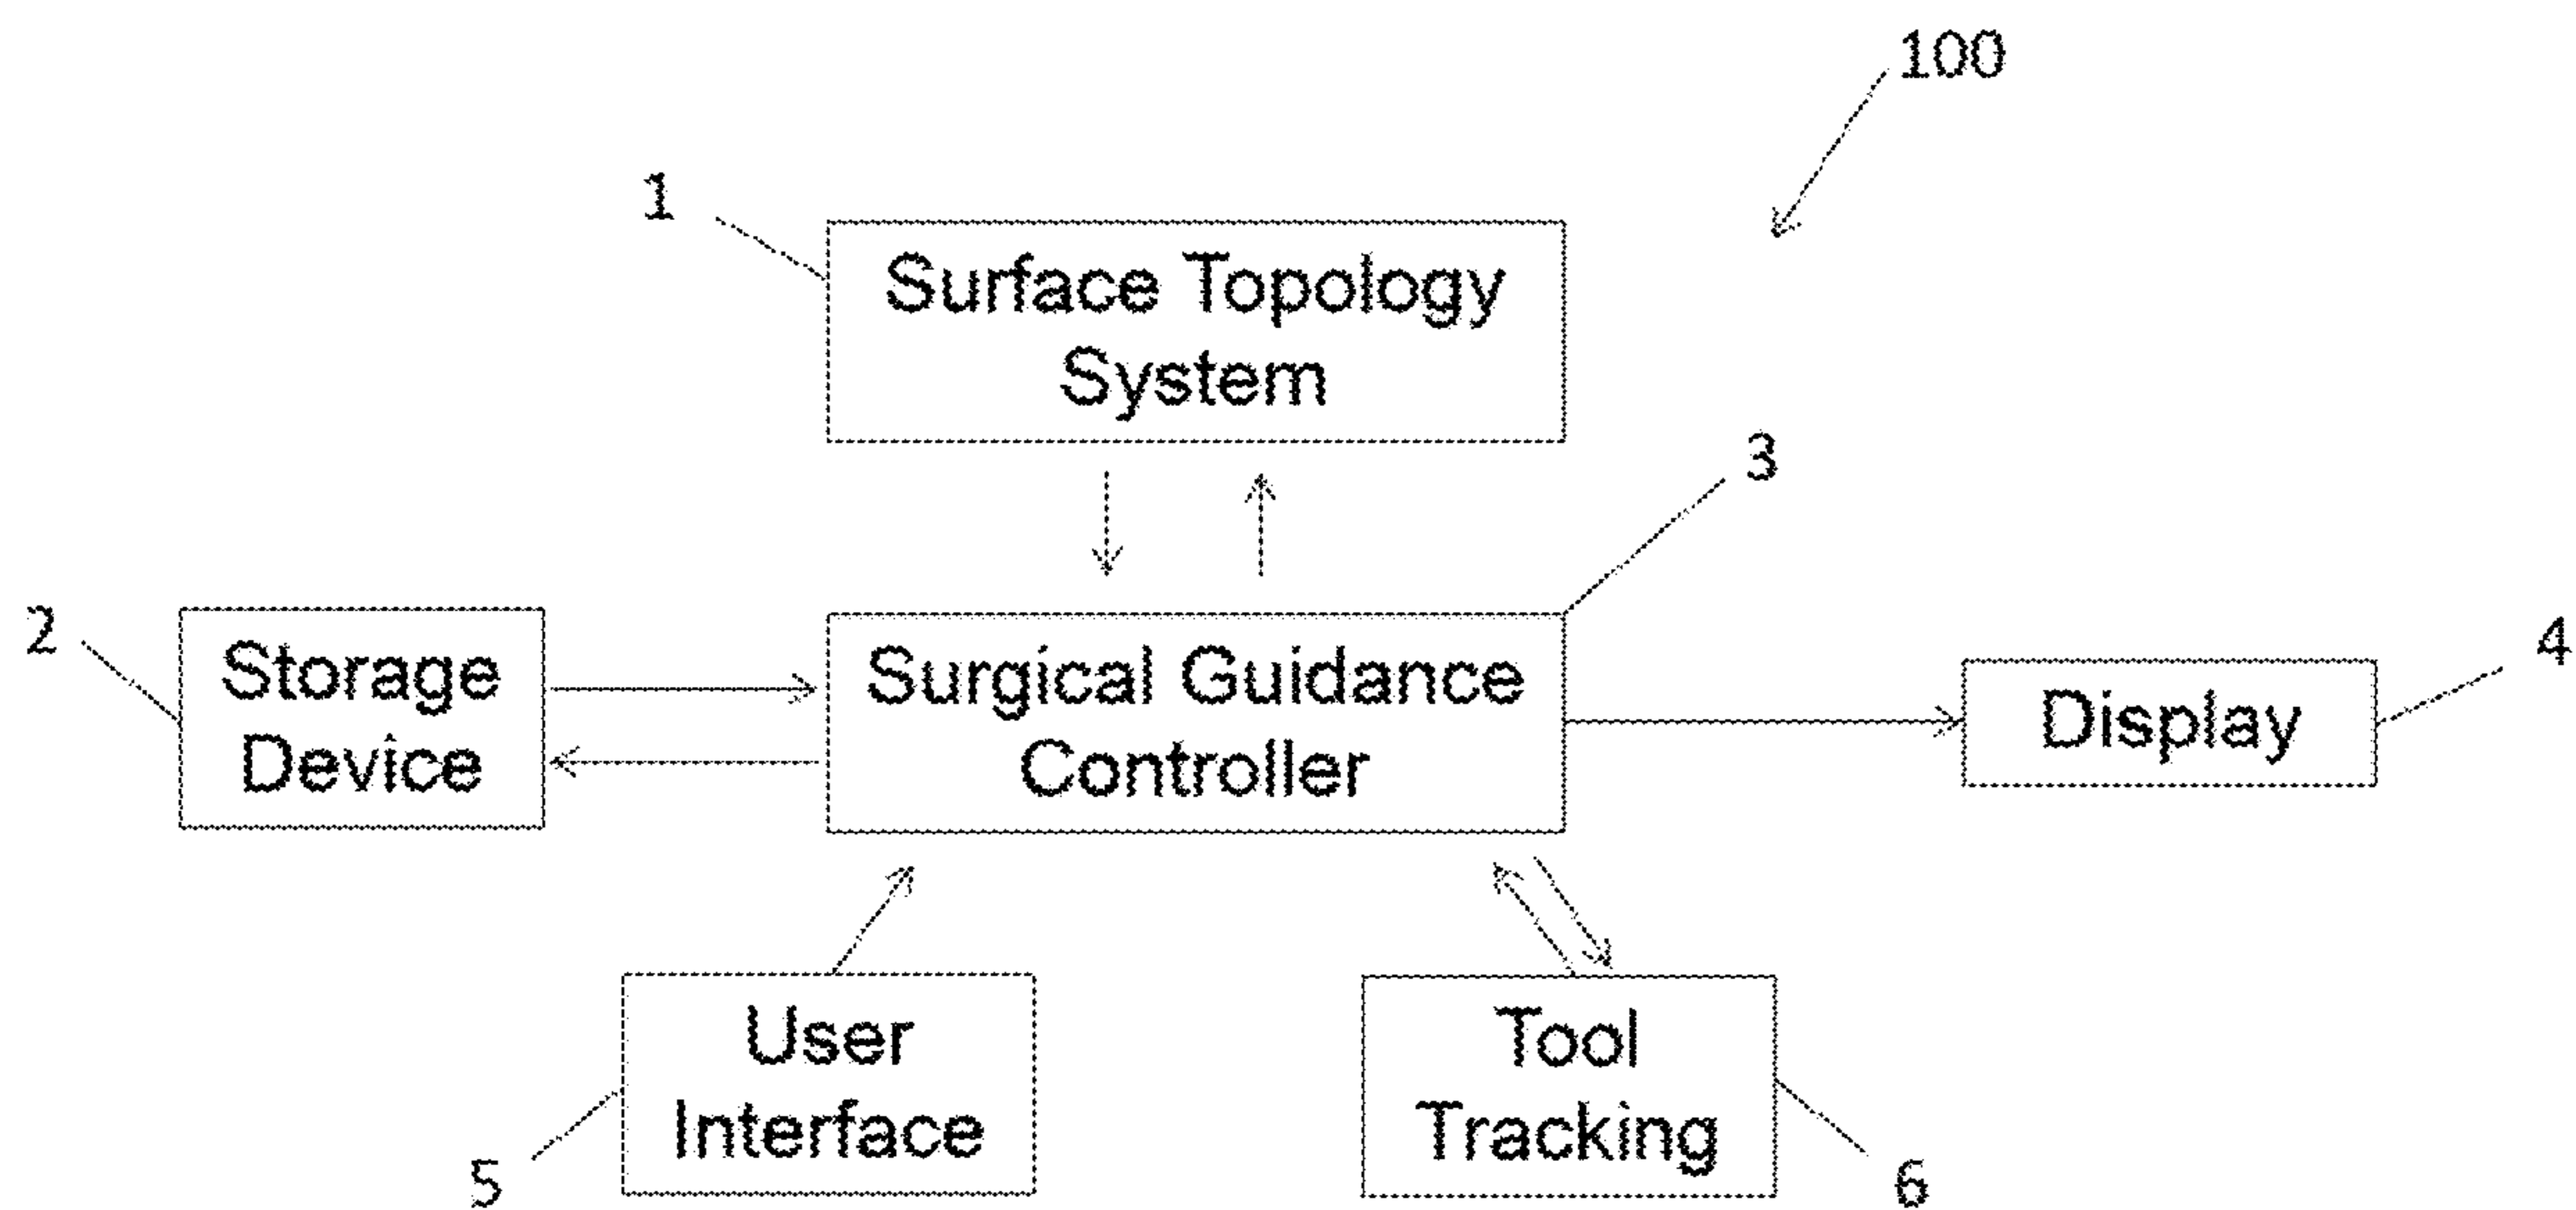 100
1
Surface Topology
System
3
2
Storage
Device
Surgical Guidance
Controller
4
Display
User
Interface
5
Tool
Tracking
6